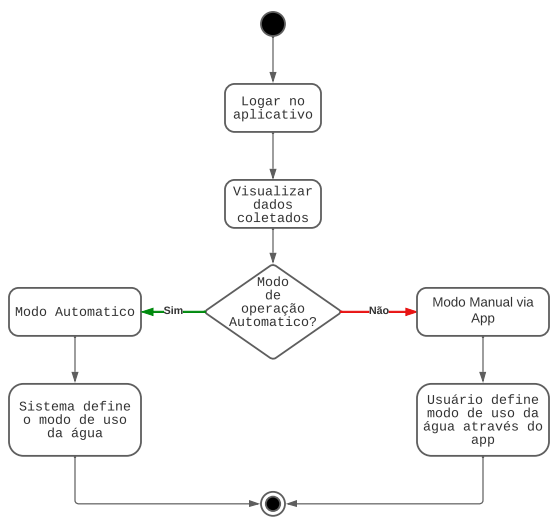 Logar no
aplicativo
Visualizar
dados
coletados
Modo
de
operação
Automatico?
Sim
Não
Modo Automatico
Modo Manual via
App
Sistema define
o modo de uso
da água
Usuário define
modo de uso da
água através do
app